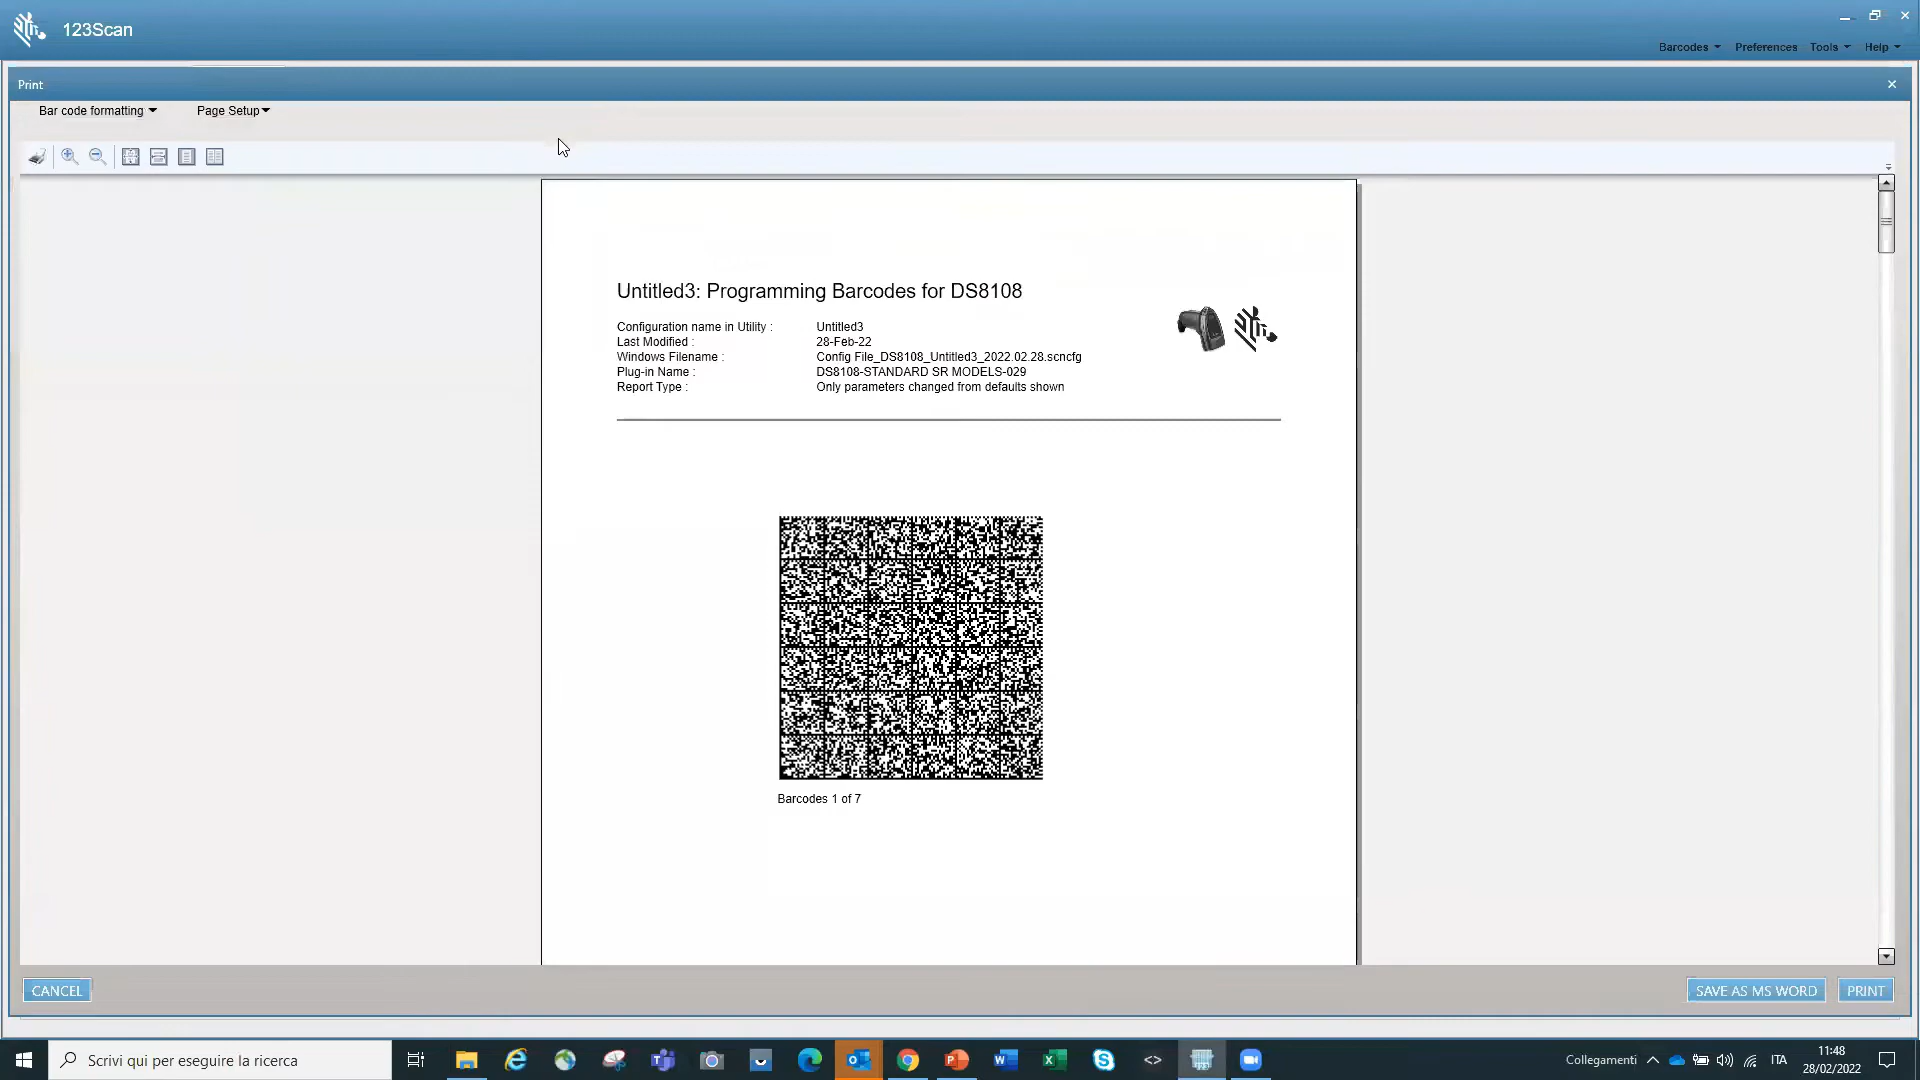 123Scan
Barcodes Preferences Tools Help
Print
Bar code formatting Page Setup
Untitled3: Programming Barcodes for DS8108
Configuration name in Utility : Untitled3
Last Modified : 28-Feb-22
Windows Filename : Config File_DS8108_Untitled3_2022.02.28.scncfg
Plug-in Name : DS8108-STANDARD SR MODELS-029
Report Type : Only parameters changed from defaults shown
Barcodes 1 of 7
CANCEL SAVE AS MS WORD PRINT
Scrivi qui per eseguire la ricerca
Collegamenti ITA 11:48
28/02/2022